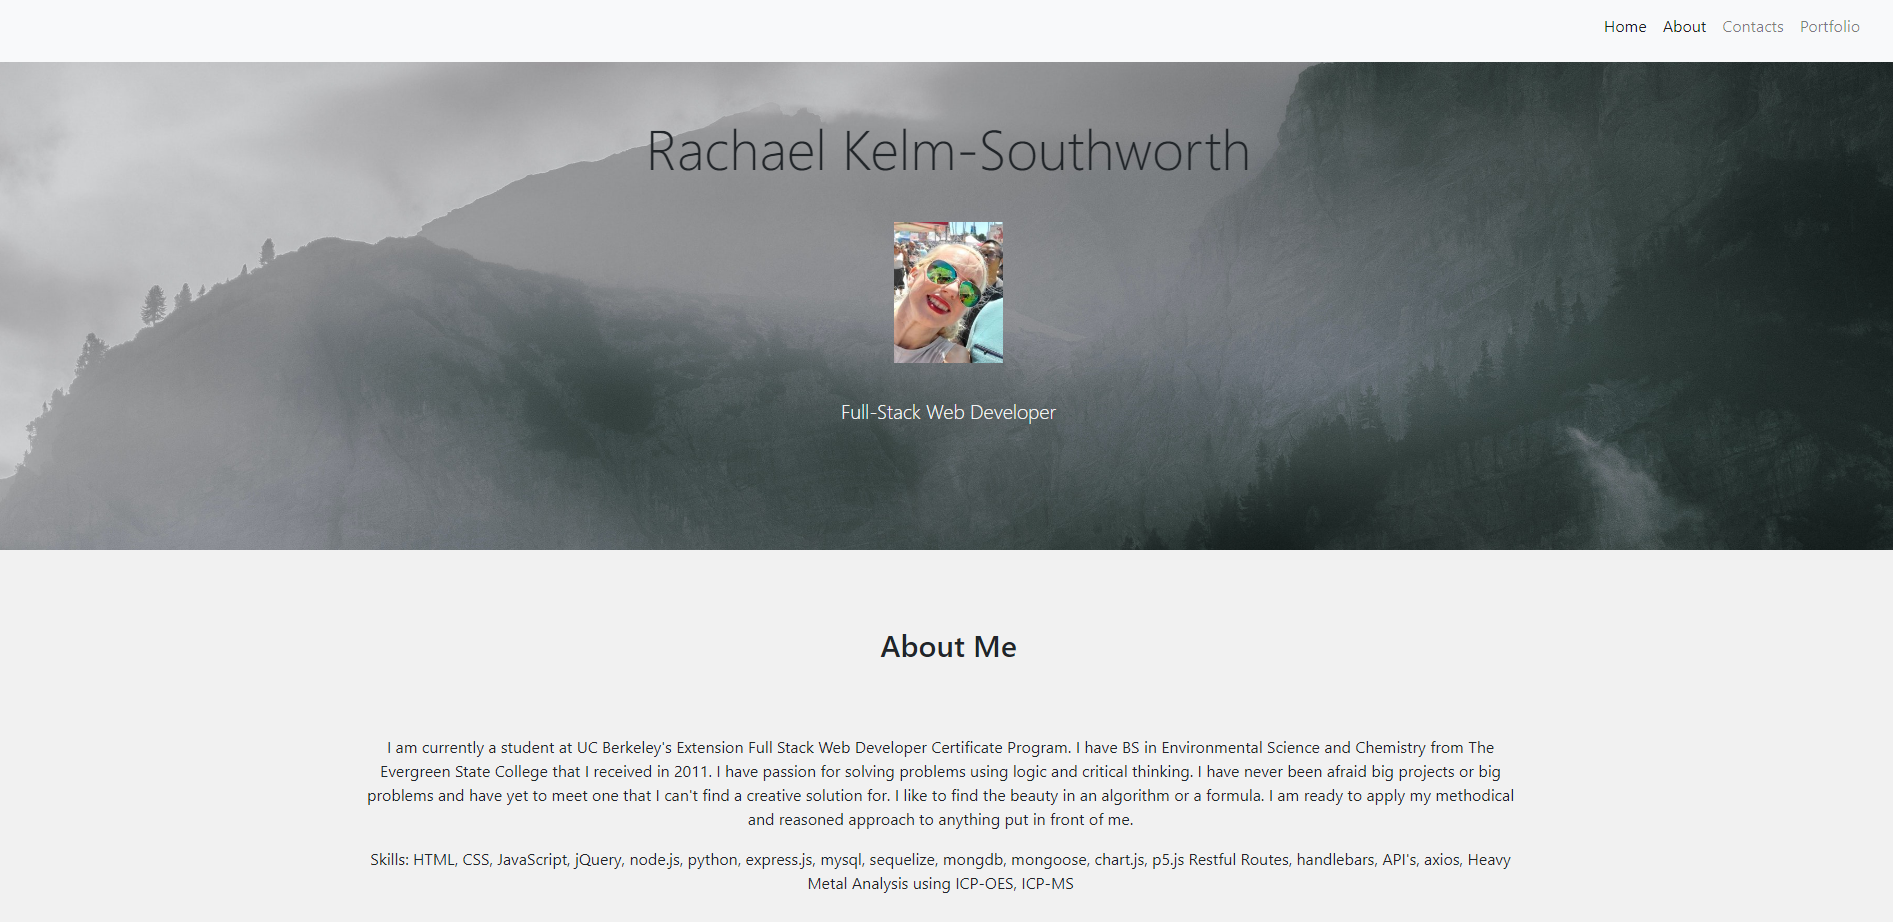 Home About Contacts Portfolio
Rachael Kelm-Southworth
Full-Stack Web Developer
About Me
I am currently a student at UC Berkeley's Extension Full Stack Web Developer Certificate Program. I have BS in Environmental Science and Chemistry from The
Evergreen State College that I received in 2011. I have passion for solving problems using logic and critical thinking. I have never been afraid big projects or big
problems and have yet to meet one that I can't find a creative solution for. I like to find the beauty in an algorithm or a formula. I am ready to apply my methodical
and reasoned approach to anything put in front of me.
Skills: HTML, CSS, JavaScript, jQuery, node.js, python, express.js, mysql, sequelize, mongdb, mongoose, chart.js, p5.js Restful Routes, handlebars, API's, axios, Heavy
Metal Analysis using ICP-OES, ICP-MS